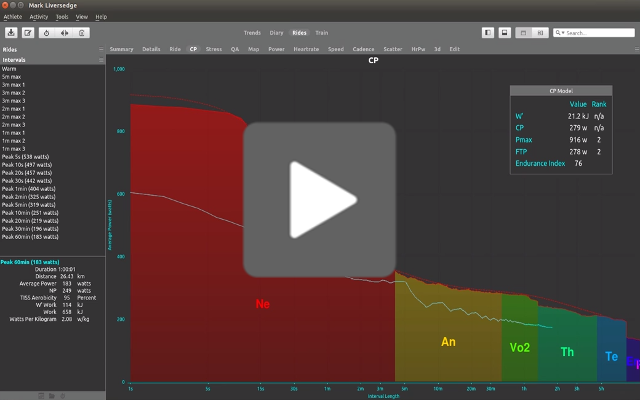 Mark Liversedge
Athlete Activity Tools View Help
Trends Diary Rides Train
Search...
Rides
Summary Details Ride CP Stress QA Map Power Heartrate Speed Cadence Scatter HrPw 3d Edit
Intervals
Warm
5m max
3m max 1
3m max 2
3m max 3
2m max 1
2m max 2
2m max 3
1m max 1
1m max 2
1m max 3
Peak 5s (538 watts)
Peak 10s (497 watts)
Peak 20s (457 watts)
Peak 30s (442 watts)
Peak 1min (404 watts)
Peak 2min (325 watts)
Peak 5min (319 watts)
Peak 10min (251 watts)
Peak 20min (219 watts)
Peak 30min (196 watts)
Peak 60min (183 watts)
Peak 60min (183 watts)
Duration 1:00:01
Distance 26.43 km
Average Power 183 watts
NP 249 watts
TISS Aerobicity 95 Percent
W' Work 114 kJ
Work 658 kJ
Watts Per Kilogram 2.08 w/kg
CP
1,000
800
600
400
200
0
Average Power (watts)
CP Model
Value Rank
W' 21.2 kJ n/a
CP 279 w n/a
Pmax 916 w 2
FTP 278 w 2
Endurance Index 76
Ne
An
Vo2
Th
Te
1s 5s 15s 20s 1m 2m 3m 5m 10m 20m 30m 1h 2h 3h 5h
Interval Length